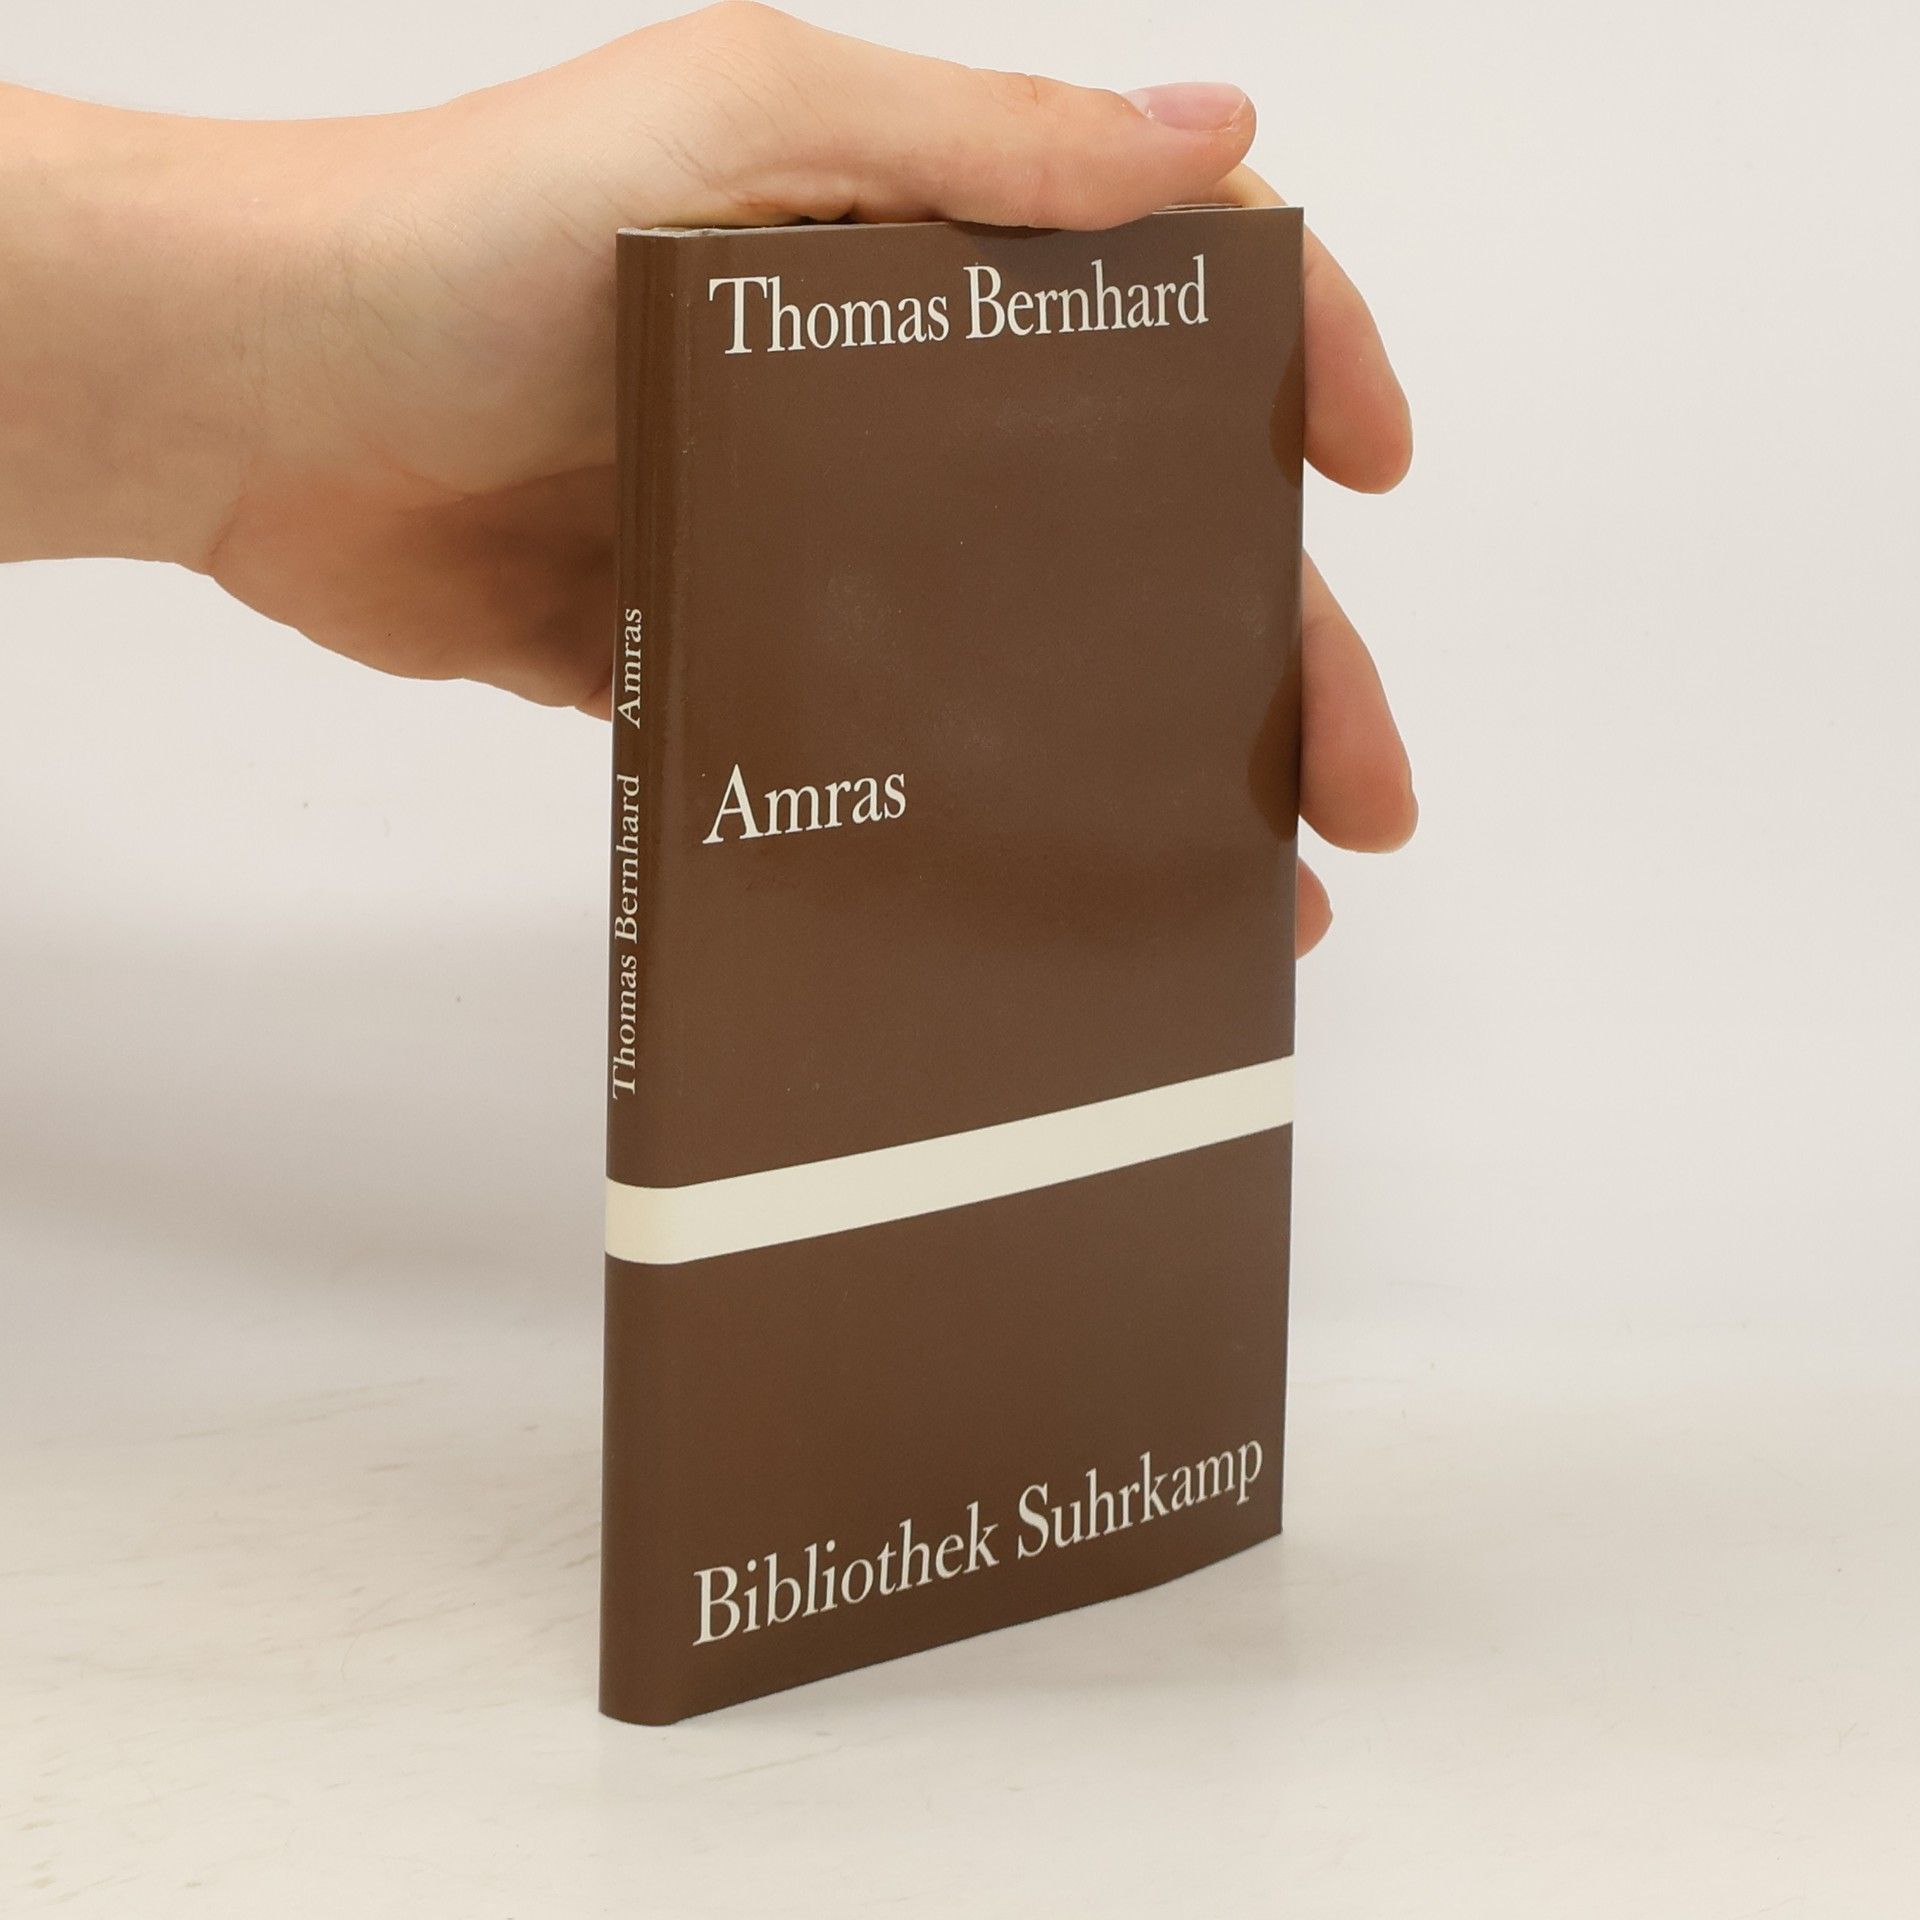 Thomas Bernhard
Amras
Bibliothek Suhrkamp
Thomas Bernhard Amras